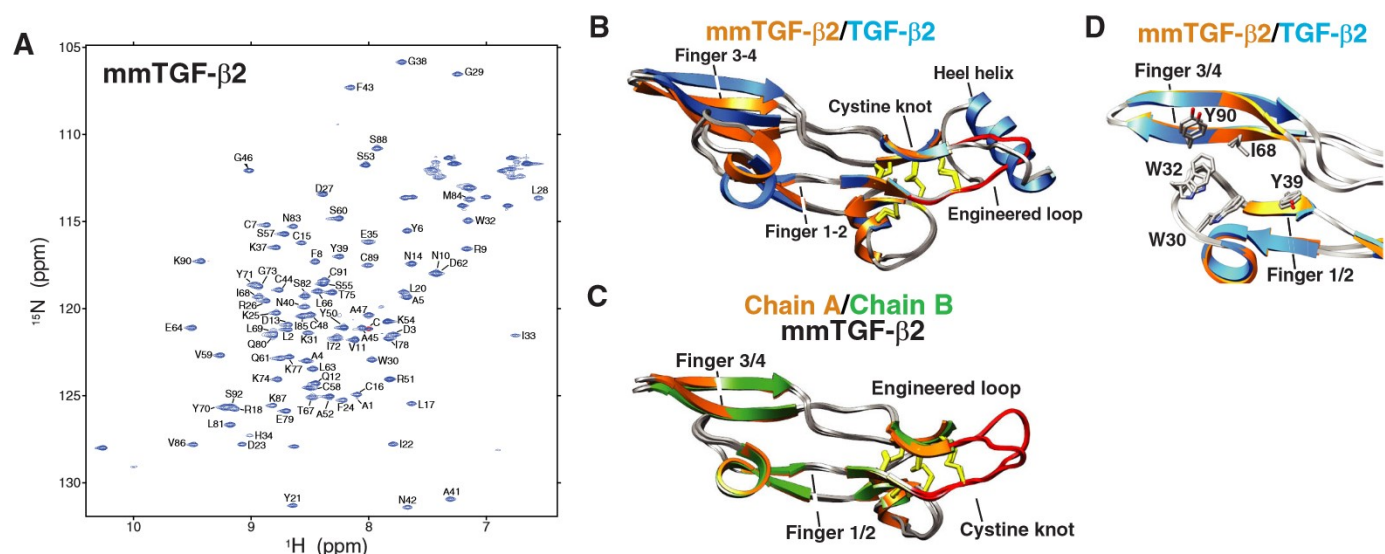 A
mmTGF-β2
105
110
115
120
125
130
¹⁵N (ppm)
10
9
8
7
¹H (ppm)
G38
G29
F43
S88
S53
G46
D27
M84
L28
S60
W32
C7
N83
S57
C15
E35
Y6
K37
F8
Y39
R9
K90
C89
N14
N10
D62
Y71
G73
C44
C91
S55
S82
T75
L20
A5
I68
R26
N40
L66
A47
K25
Y50
C
K54
E64
D13
I85
C48
D3
L69
L2
K31
A45
I33
Q80
I72
V11
I78
V59
Q61
K77
A4
W30
L63
K74
Q12
R51
C58
C16
S92
K87
A1
Y70
R18
T67
F24
L17
E79
A52
L81
H34
V86
D23
I22
Y21
N42
A41
B
mmTGF-β2/TGF-β2
Finger 3-4
Heel helix
Cystine knot
Engineered loop
Finger 1-2
C
Chain A/Chain B
mmTGF-β2
Finger 3/4
Engineered loop
Finger 1/2
Cystine knot
D
mmTGF-β2/TGF-β2
Finger 3/4
Y90
I68
W32
Y39
W30
Finger 1/2